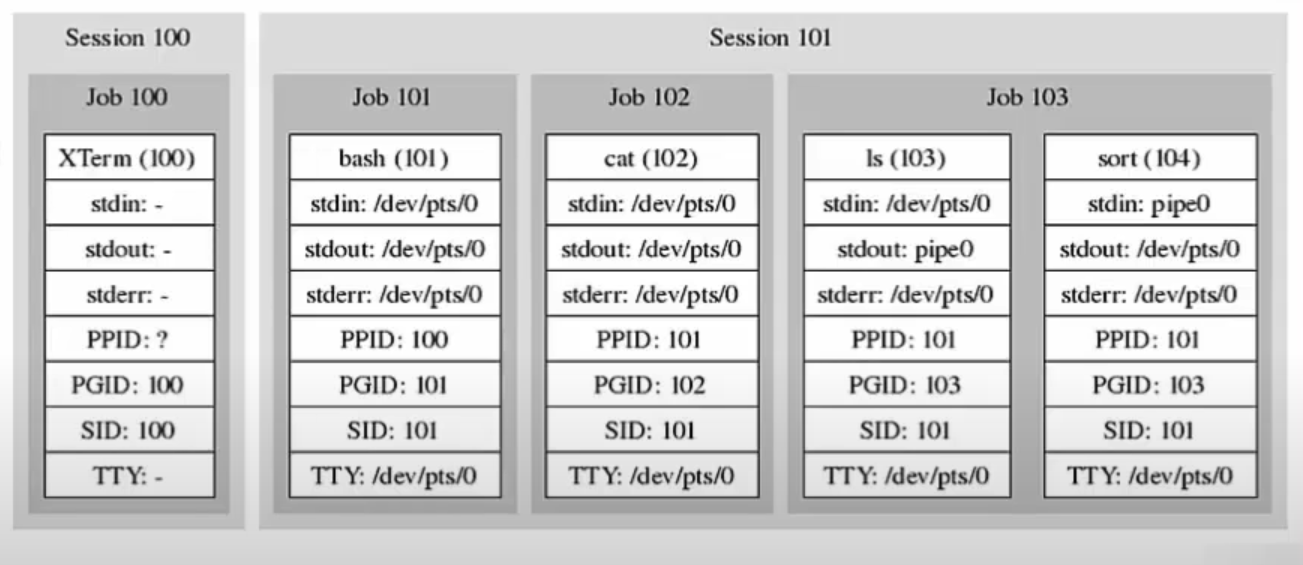 Session 100
Session 101
Job 100
Job 101
Job 102
Job 103
XTerm (100)
stdin: -
stdout: -
stderr: -
PPID: ?
PGID: 100
SID: 100
TTY: -
bash (101)
stdin: /dev/pts/0
stdout: /dev/pts/0
stderr: /dev/pts/0
PPID: 100
PGID: 101
SID: 101
TTY: /dev/pts/0
cat (102)
stdin: /dev/pts/0
stdout: /dev/pts/0
stderr: /dev/pts/0
PPID: 101
PGID: 102
SID: 101
TTY: /dev/pts/0
ls (103)
stdin: /dev/pts/0
stdout: pipe0
stderr: /dev/pts/0
PPID: 101
PGID: 103
SID: 101
TTY: /dev/pts/0
sort (104)
stdin: pipe0
stdout: /dev/pts/0
stderr: /dev/pts/0
PPID: 101
PGID: 103
SID: 101
TTY: /dev/pts/0